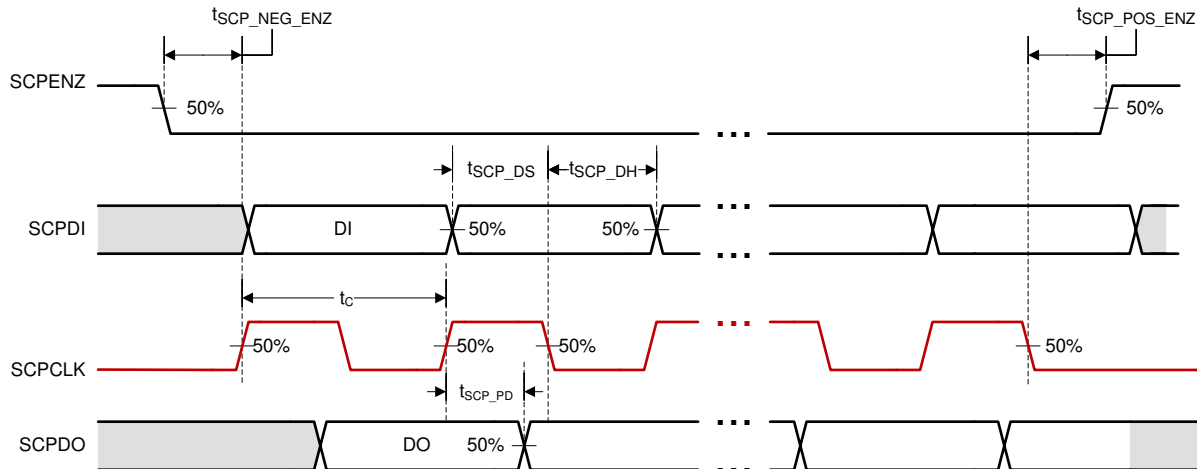 tSCP_NEG_ENZ tSCP_POS_ENZ
SCPENZ
50% 50%
...
tSCP_DS tSCP_DH
...
SCPDI DI 50% 50%
...
tC
...
50% 50% 50% 50%
SCPCLK
...
tSCP_PD
...
SCPDO DO 50%
...